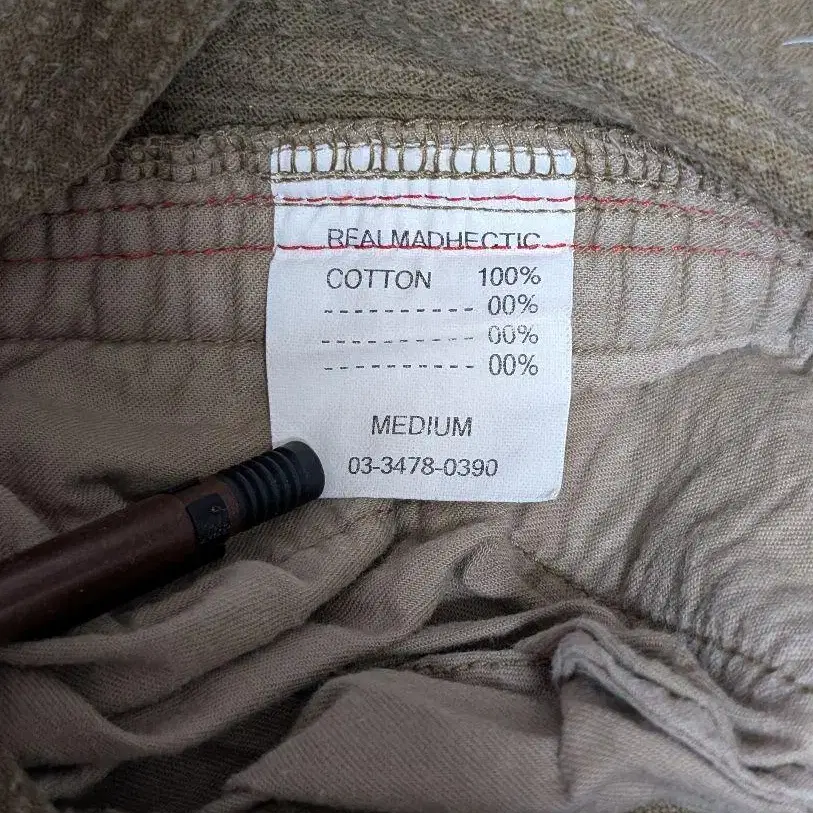 REALMADHECTIC
COTTON 100%
---------- 00%
---------- 00%
---------- 00%
MEDIUM
03-3478-0390